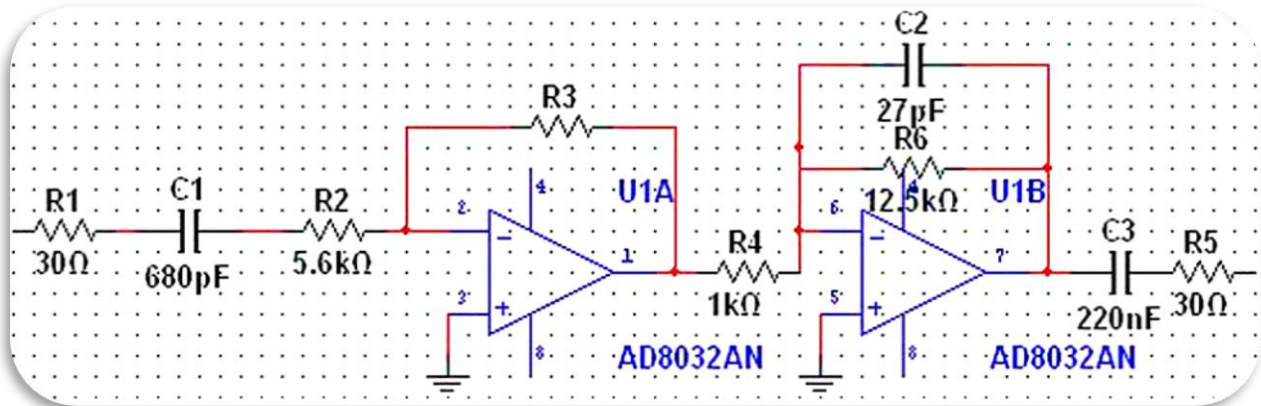 C2
27pF
R3
R6
12.5kΩ
4
U1A
4
U1B
R1
30Ω
C1
680pF
R2
5.6kΩ
2
3
1
8
AD8032AN
R4
1kΩ
6
5
7
8
AD8032AN
C3
220nF
R5
30Ω